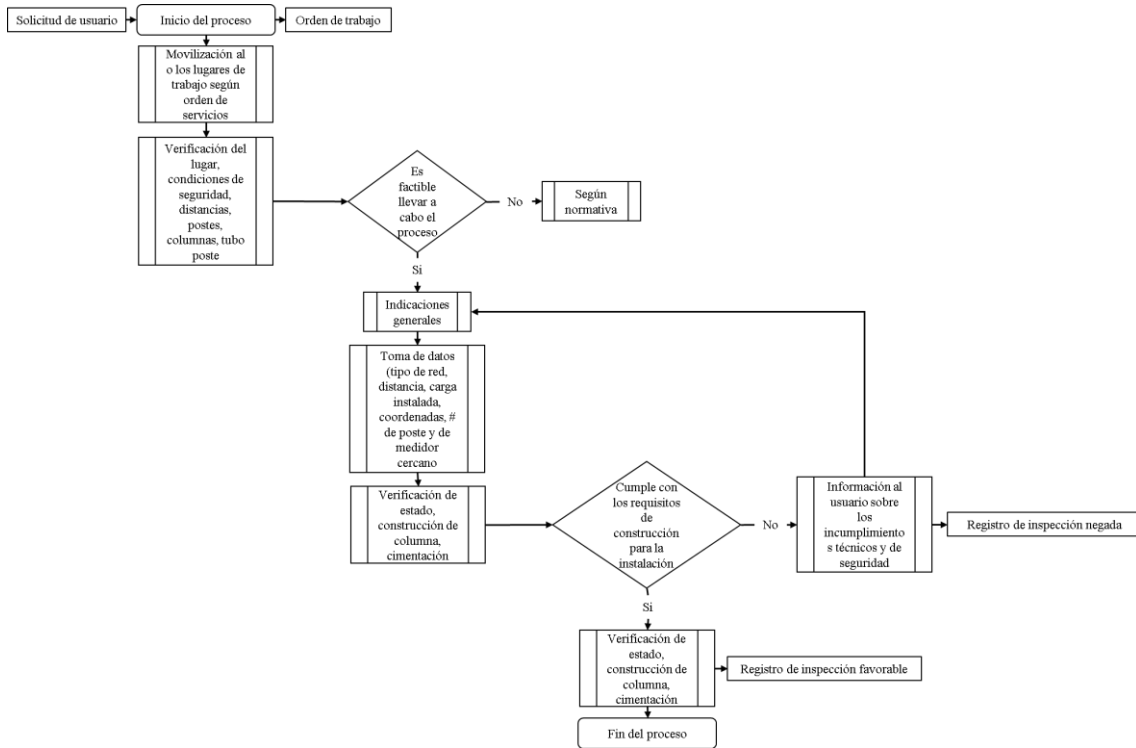 Solicitud de usuario
Inicio del proceso
Orden de trabajo
Movilización al
o los lugares de
trabajo según
orden de
servicios
Verificación del
lugar,
condiciones de
seguridad,
distancias,
postes,
columnas, tubo
poste
Es
factible
llevar a
cabo el
proceso
No
Según
normativa
Si
Indicaciones
generales
Toma de datos
(tipo de red,
distancia, carga
instalada,
coordenadas, #
de poste y de
medidor
cercano
Verificación de
estado,
construcción de
columna,
cimentación
Cumple con
los requisitos
de
construcción
para la
instalación
No
Información al
usuario sobre
los
incumplimiento
s técnicos y de
seguridad
Registro de inspección negada
Si
Verificación de
estado,
construcción de
columna,
cimentación
Registro de inspección favorable
Fin del proceso